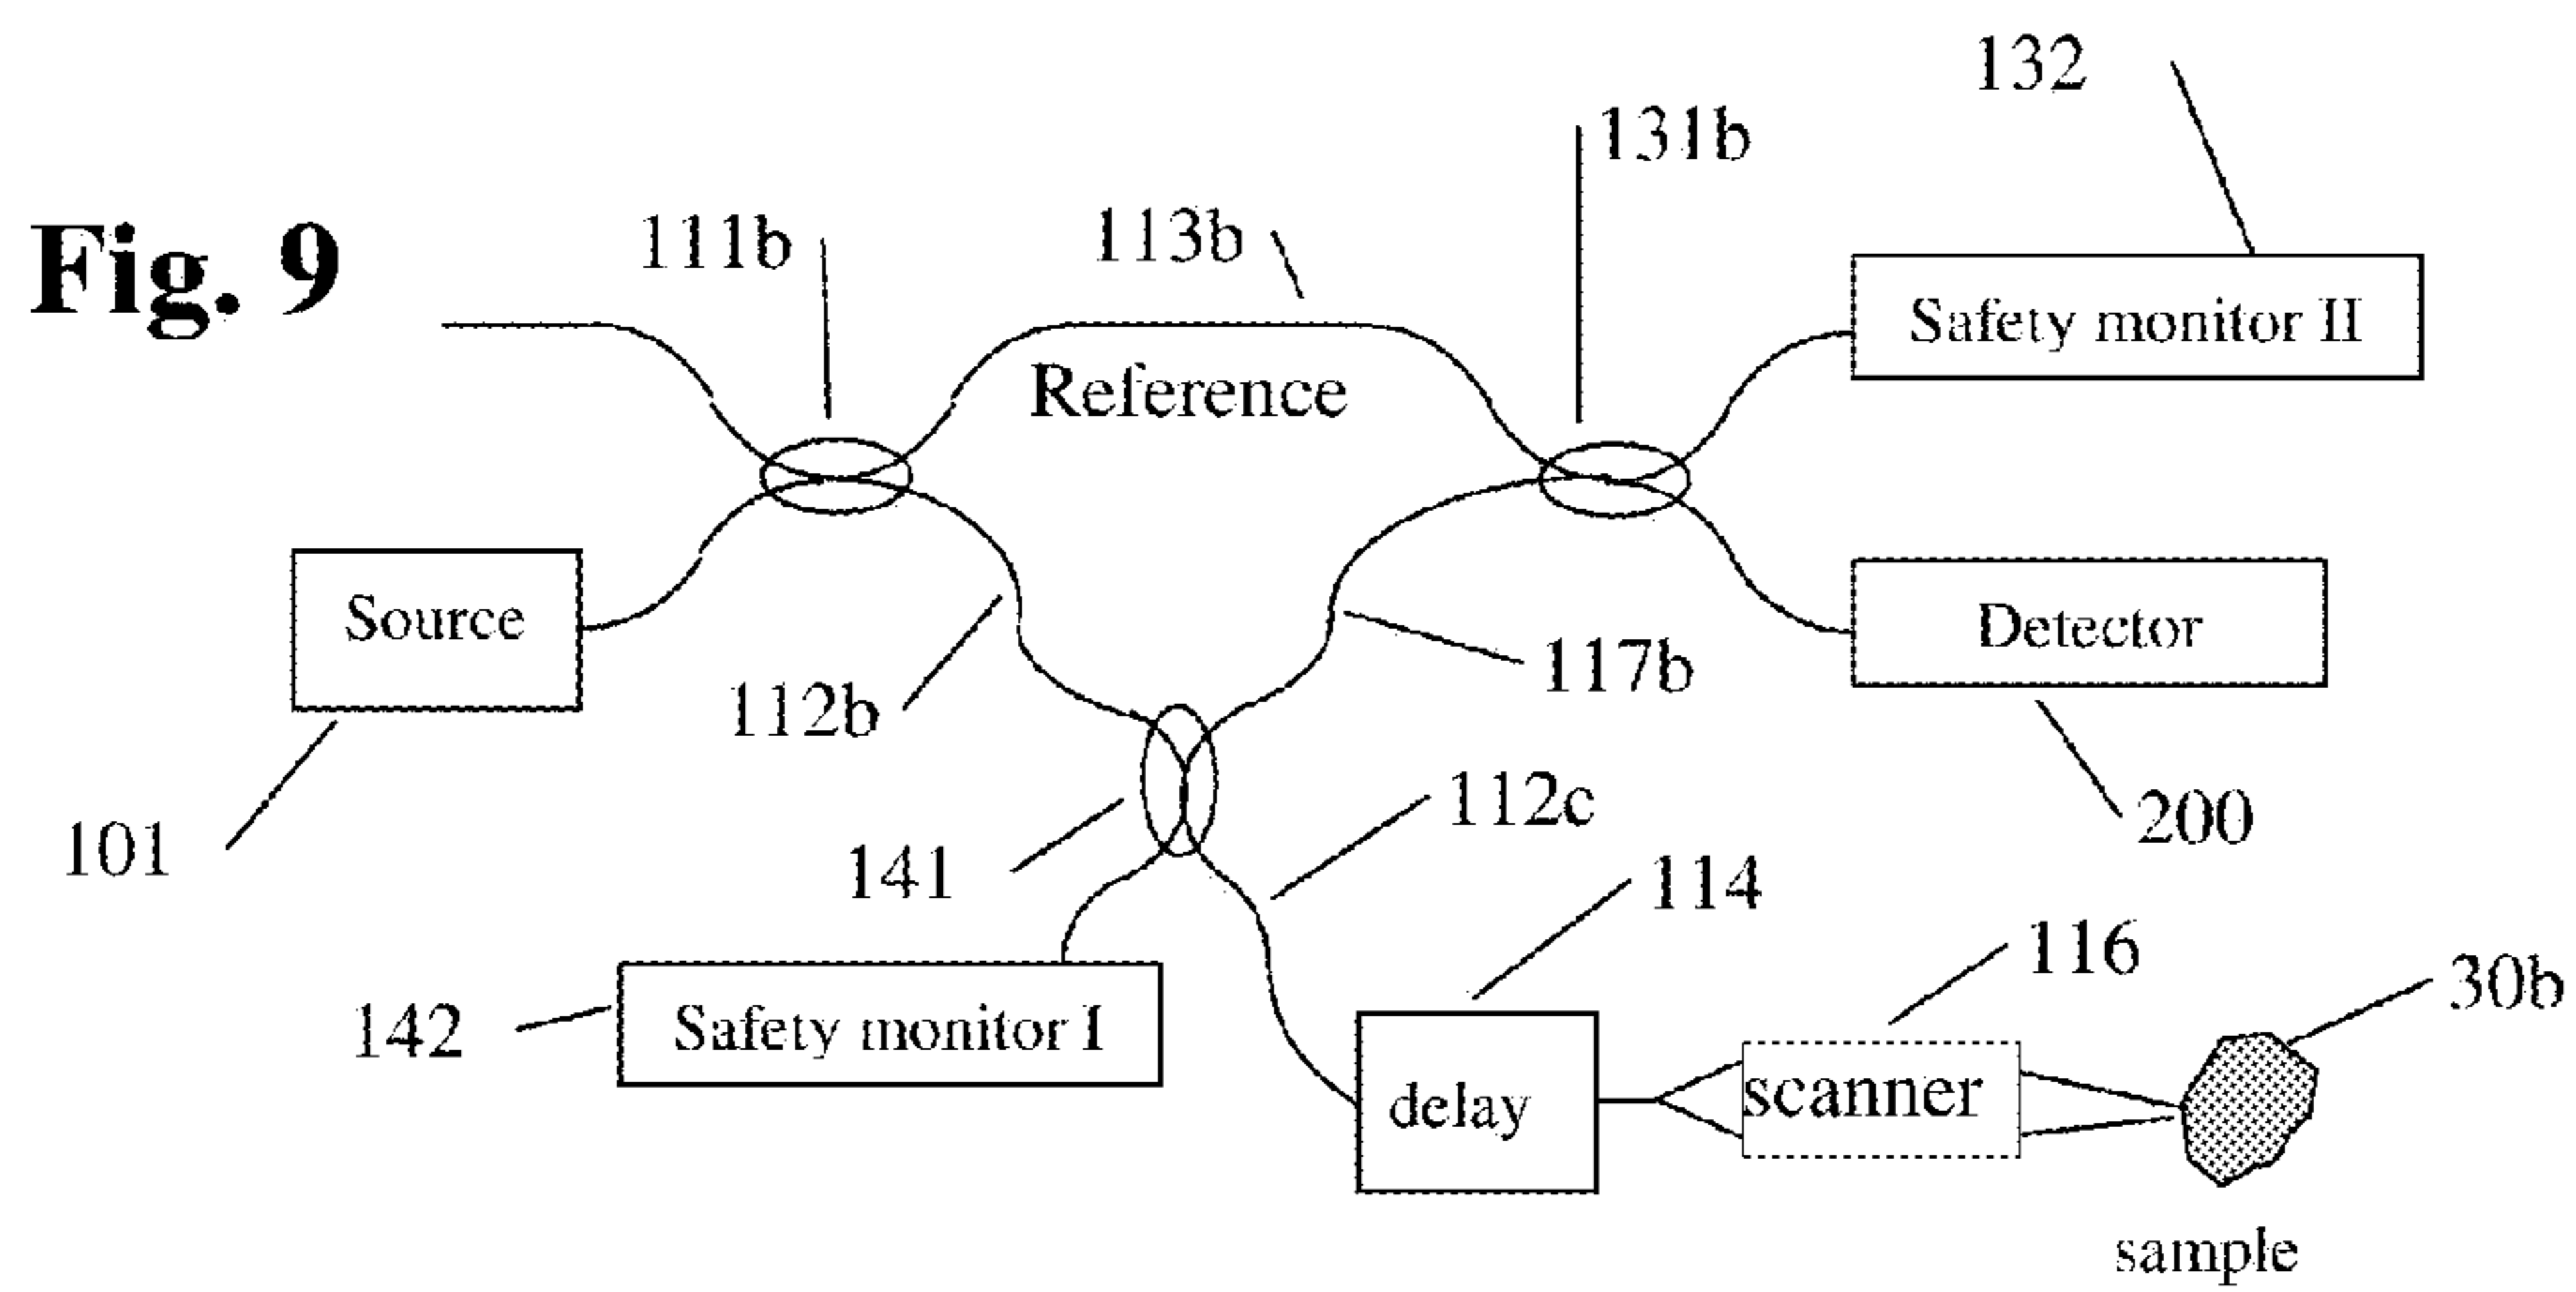 132
131b
Fig. 9
111b
113b
Safety monitor II
Reference
Source
Detector
112b
117b
101
141
112c
200
114
116
30b
142
Safety monitor I
delay
scanner
sample